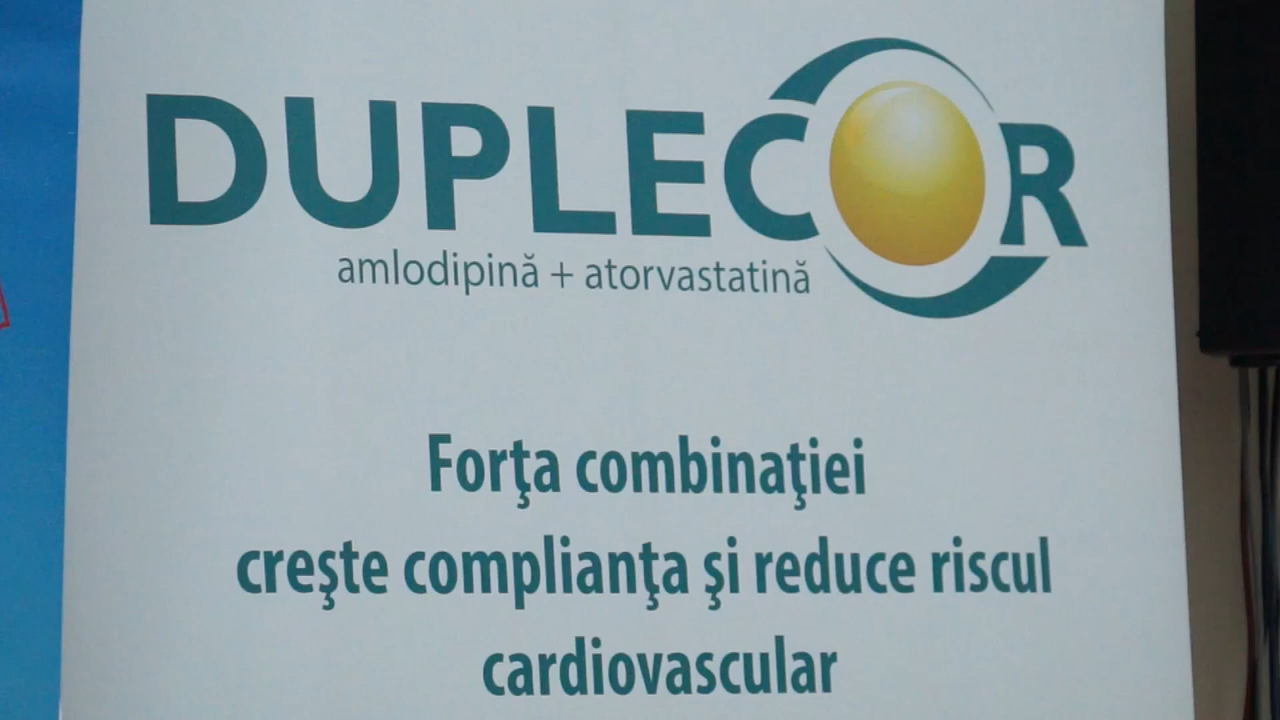 DUPLECOR
amlodipină + atorvastatină
Forţa combinaţiei
creşte complianţa şi reduce riscul
cardiovascular